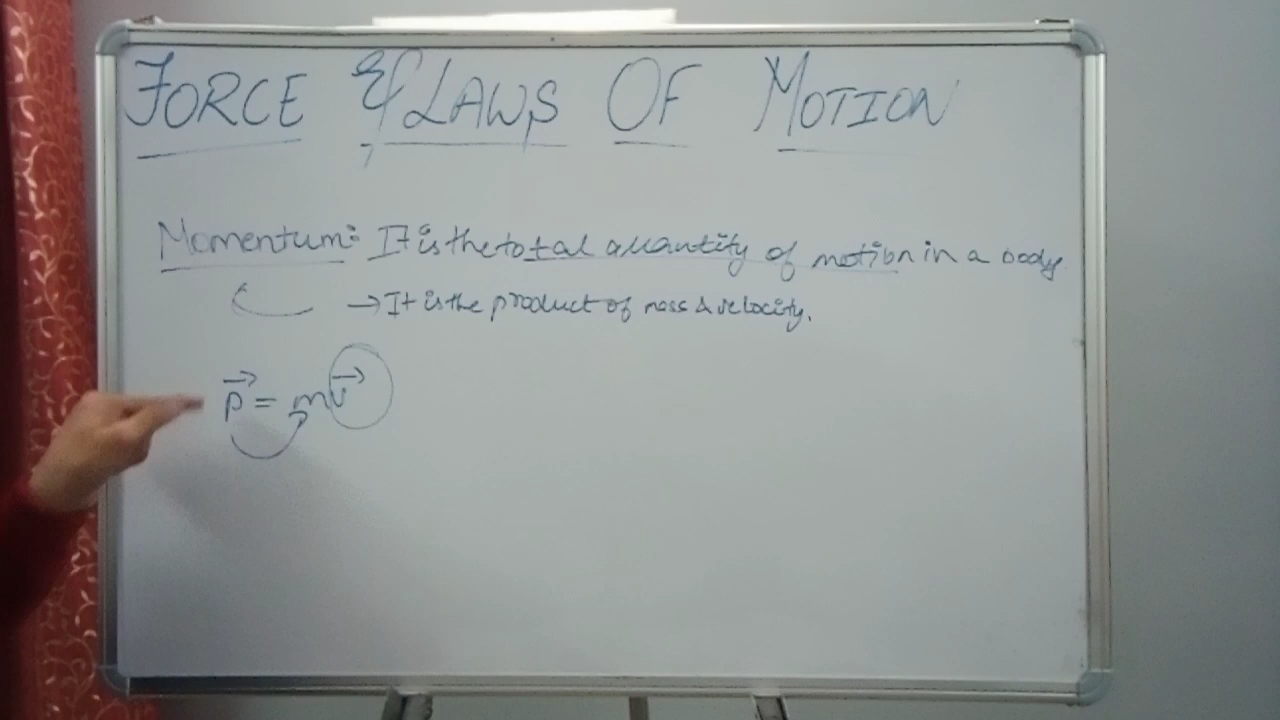 FORCE & LAWS OF MOTION
Momentum: It is the total quantity of motion in a body
→ It is the product of mass & velocity.
p⃗ = mv⃗